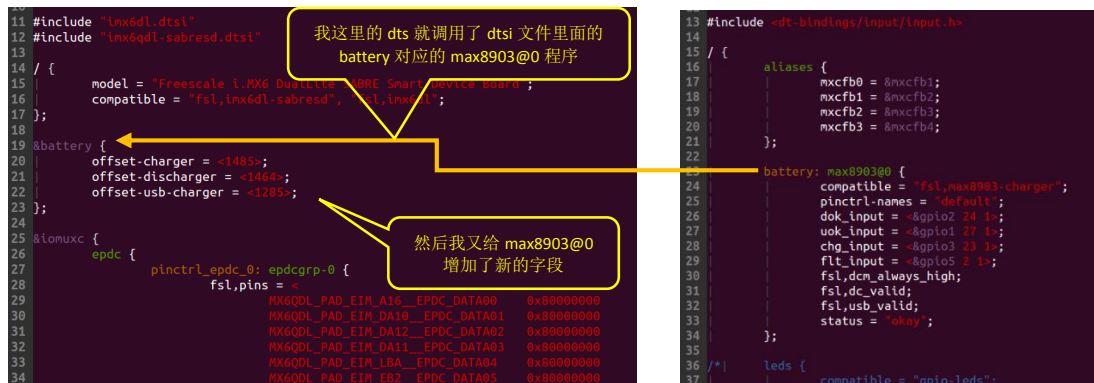 10
11 #include "imx6dl.dtsi"
12 #include "imx6qdl-sabresd.dtsi"
13
14 / {
15 model = "Freescale i.MX6 DualLite SABRE Smart Device Board";
16 compatible = "fsl,imx6dl-sabresd", "fsl,imx6dl";
17 };
18
19 &battery {
20 offset-charger = <1485>;
21 offset-discharger = <1464>;
22 offset-usb-charger = <1285>;
23 };
24
25 &iomuxc {
26 epdc {
27 pinctrl_epdc_0: epdcgrp-0 {
28 fsl,pins = <
29 MX6QDL_PAD_EIM_A16__EPDC_DATA00 0x80000000
30 MX6QDL_PAD_EIM_DA10__EPDC_DATA01 0x80000000
31 MX6QDL_PAD_EIM_DA12__EPDC_DATA02 0x80000000
32 MX6QDL_PAD_EIM_DA11__EPDC_DATA03 0x80000000
33 MX6QDL_PAD_EIM_LBA__EPDC_DATA04 0x80000000
34 MX6QDL_PAD_EIM_EB2__EPDC_DATA05 0x80000000
我这里的 dts 就调用了 dtsi 文件里面的
battery 对应的 max8903@0 程序
然后我又给 max8903@0
增加了新的字段
13 #include <dt-bindings/input/input.h>
14
15 / {
16 aliases {
17 mxcfb0 = &mxcfb1;
18 mxcfb1 = &mxcfb2;
19 mxcfb2 = &mxcfb3;
20 mxcfb3 = &mxcfb4;
21 };
22
23 battery: max8903@0 {
24 compatible = "fsl,max8903-charger";
25 pinctrl-names = "default";
26 dok_input = <&gpio2 24 1>;
27 uok_input = <&gpio1 27 1>;
28 chg_input = <&gpio3 23 1>;
29 flt_input = <&gpio5 2 1>;
30 fsl,dcm_always_high;
31 fsl,dc_valid;
32 fsl,usb_valid;
33 status = "okay";
34 };
35
36 /*| leds {
37 compatible = "gpio-leds";